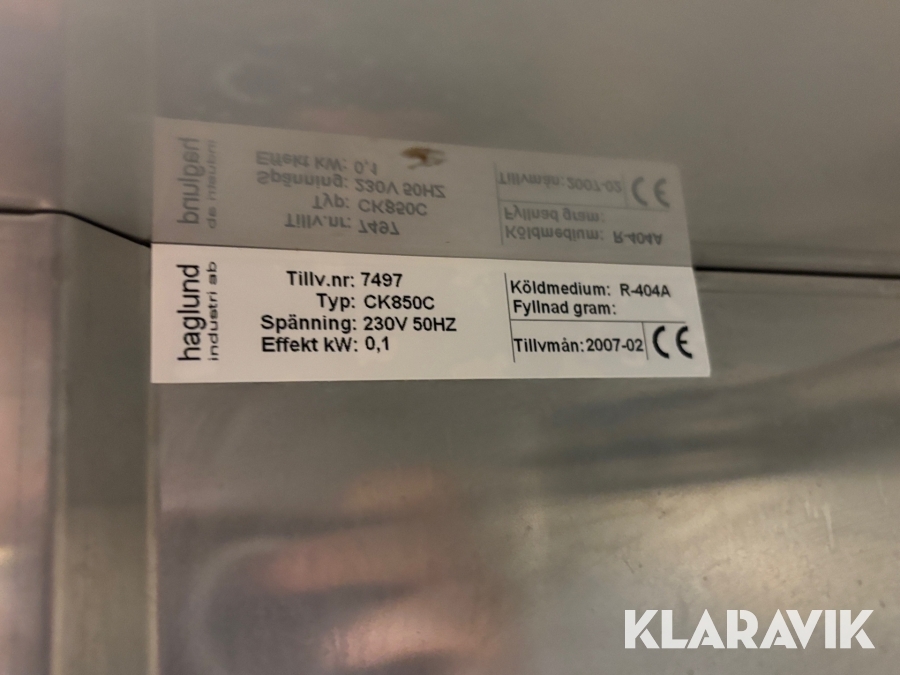 haglund
industri ab
Tillv.nr: 7497
Typ: CK850C
Spänning: 230V 50HZ
Effekt kW: 0,1
Köldmedium: R-404A
Fyllnad gram:
Tillvmån: 2007-02
CE
KLARAVIK